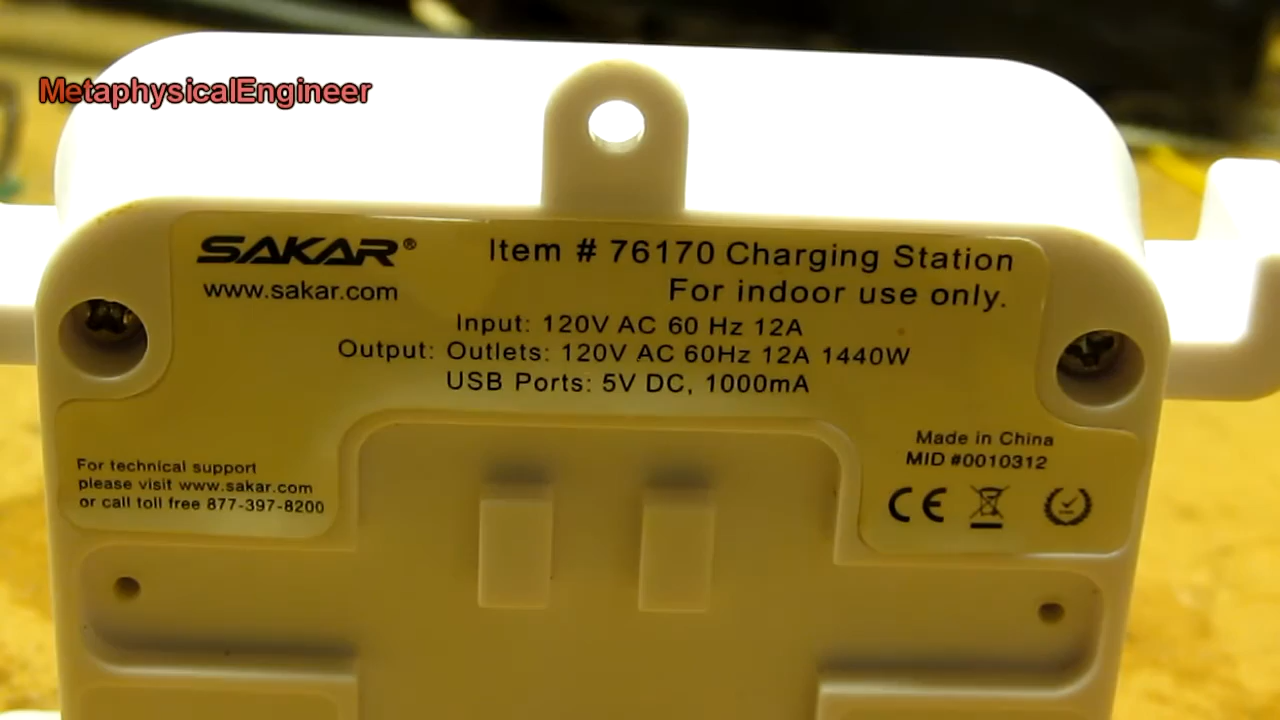 MetaphysicalEngineer
SAKAR®
www.sakar.com
Item # 76170 Charging Station
For indoor use only.
Input: 120V AC 60 Hz 12A
Output: Outlets: 120V AC 60Hz 12A 1440W
USB Ports: 5V DC, 1000mA
For technical support
please visit www.sakar.com
or call toll free 877-397-8200
Made in China
MID #0010312
CE